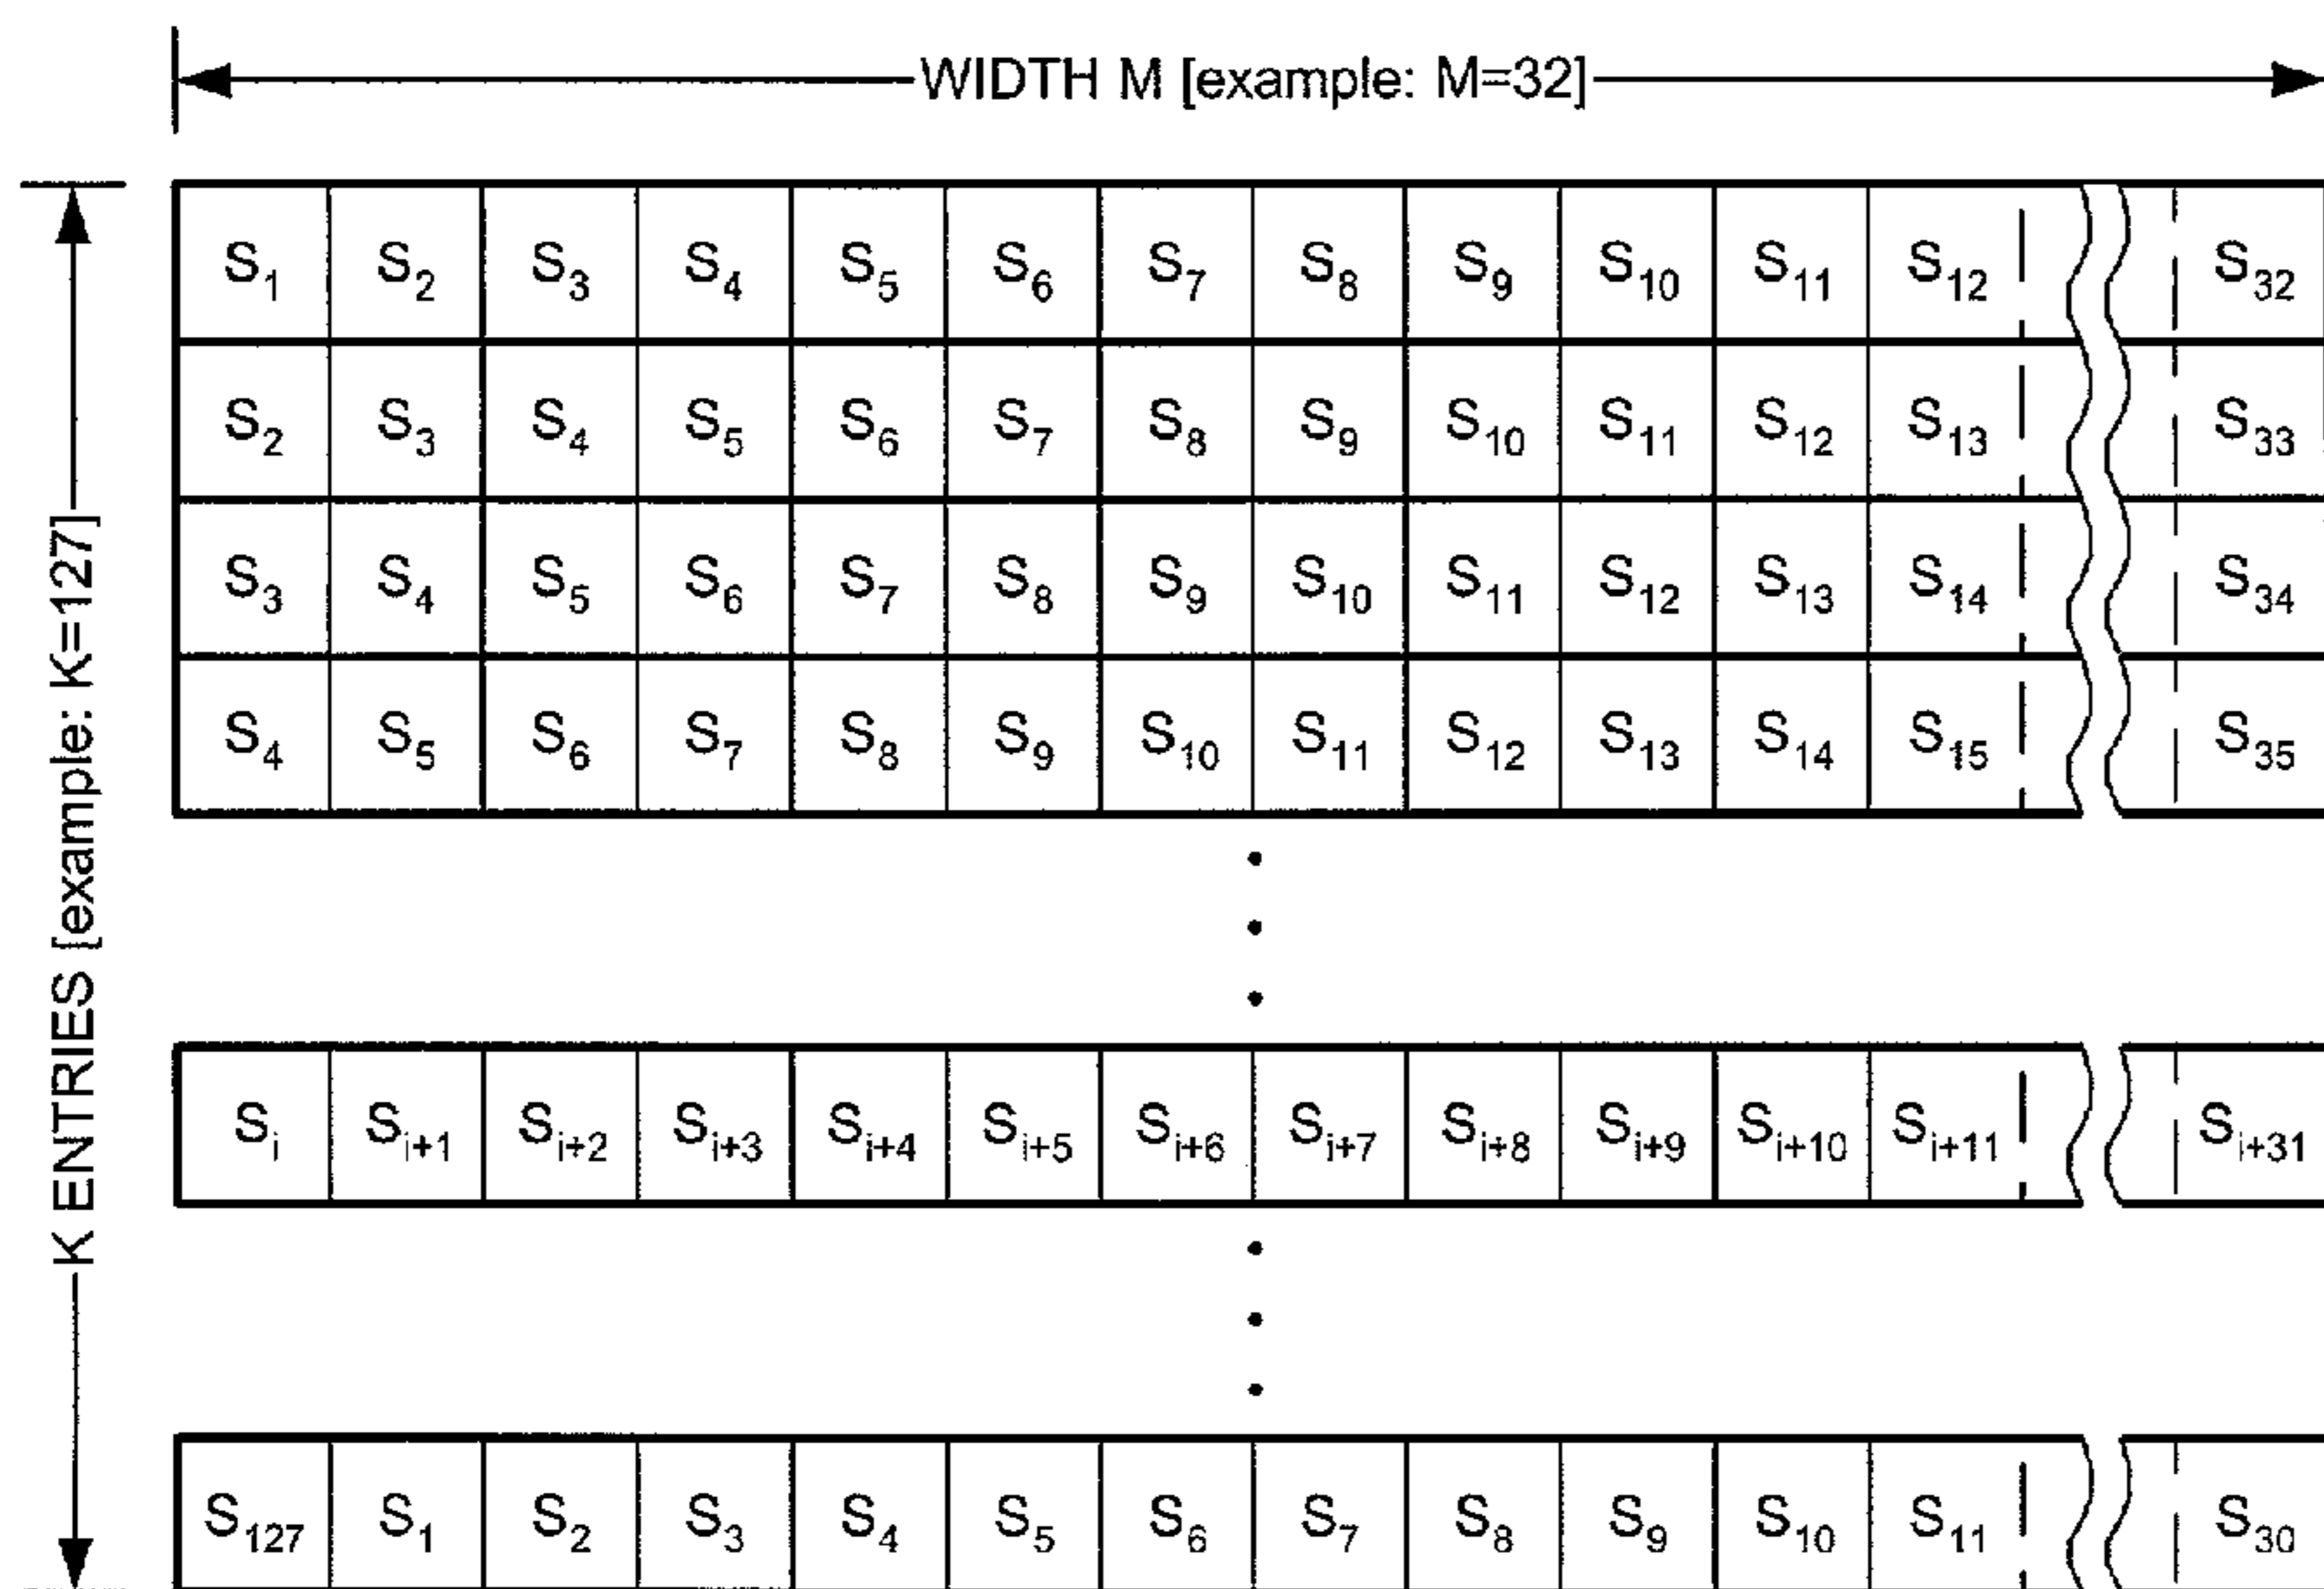 WIDTH M [example: M=32]
K ENTRIES [example: K=127]
S1 S2 S3 S4 S5 S6 S7 S8 S9 S10 S11 S12 S32
S2 S3 S4 S5 S6 S7 S8 S9 S10 S11 S12 S13 S33
S3 S4 S5 S6 S7 S8 S9 S10 S11 S12 S13 S14 S34
S4 S5 S6 S7 S8 S9 S10 S11 S12 S13 S14 S15 S35
Si Si+1 Si+2 Si+3 Si+4 Si+5 Si+6 Si+7 Si+8 Si+9 Si+10 Si+11 Si+31
S127 S1 S2 S3 S4 S5 S6 S7 S8 S9 S10 S11 S30